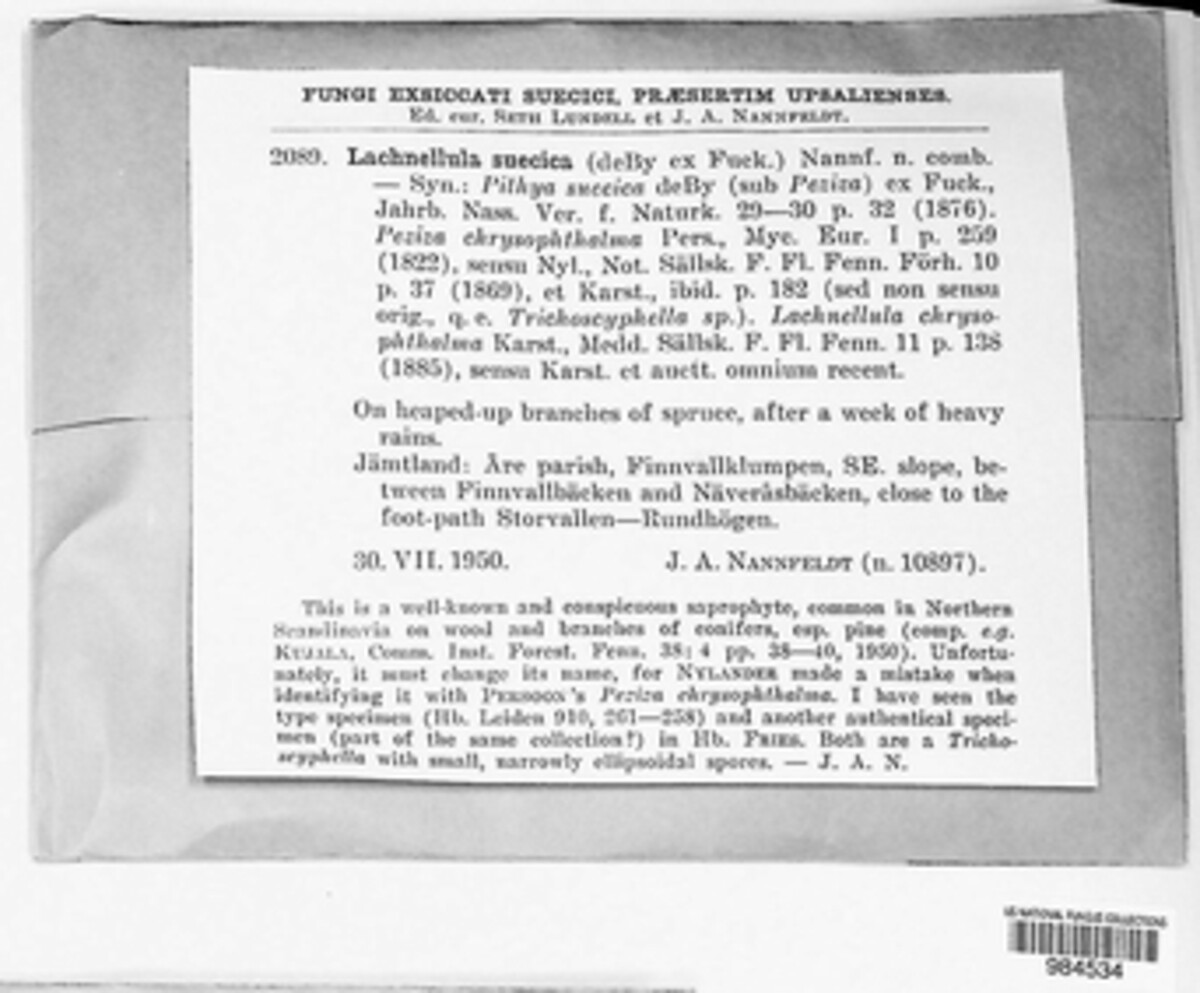 FUNGI EXSICCATI SUECICI, PRÆSERTIM UPSALIENSES.
Ed. cur. SETH LUNDELL et J. A. NANNFELDT.
2089. Lachnellula suecica (deBy ex Fuck.) Nannf. n. comb.
— Syn.: Pithya suecica deBy (sub Peziza) ex Fuck.,
Jahrb. Nass. Ver. f. Naturk. 29—30 p. 32 (1876).
Peziza chrysophthalma Pers., Myc. Eur. I p. 259
(1822), sensu Nyl., Not. Sällsk. F. Fl. Fenn. Förh. 10
p. 37 (1869), et Karst., ibid. p. 182 (sed non sensu
orig., q. e. Trichoscyphella sp.). Lachnellula chryso-
phthalma Karst., Medd. Sällsk. F. Fl. Fenn. 11 p. 138
(1885), sensu Karst. et auctt. omnium recent.
On heaped-up branches of spruce, after a week of heavy
rains.
Jämtland: Åre parish, Finnvallklumpen, SE. slope, be-
tween Finnvallbäcken and Näveråsbäcken, close to the
foot-path Storvallen—Rundhögen.
30. VII. 1950. J. A. NANNFELDT (n. 10897).
This is a well-known and conspicuous saprophyte, common in Northern
Scandinavia on wood and branches of conifers, esp. pine (comp. e.g.
KUJALA, Comm. Inst. Forest. Fenn. 38: 4 pp. 38—40, 1950). Unfortu-
nately, it must change its name, for NYLANDER made a mistake when
identifying it with PERSOON's Peziza chrysophthalma. I have seen the
type specimen (Hb. Leiden 910, 261—258) and another authentical speci-
men (part of the same collection?) in Hb. FRIES. Both are a Tricho-
scyphella with small, narrowly ellipsoidal spores. — J. A. N.
US NATIONAL FUNGUS COLLECTIONS
984534